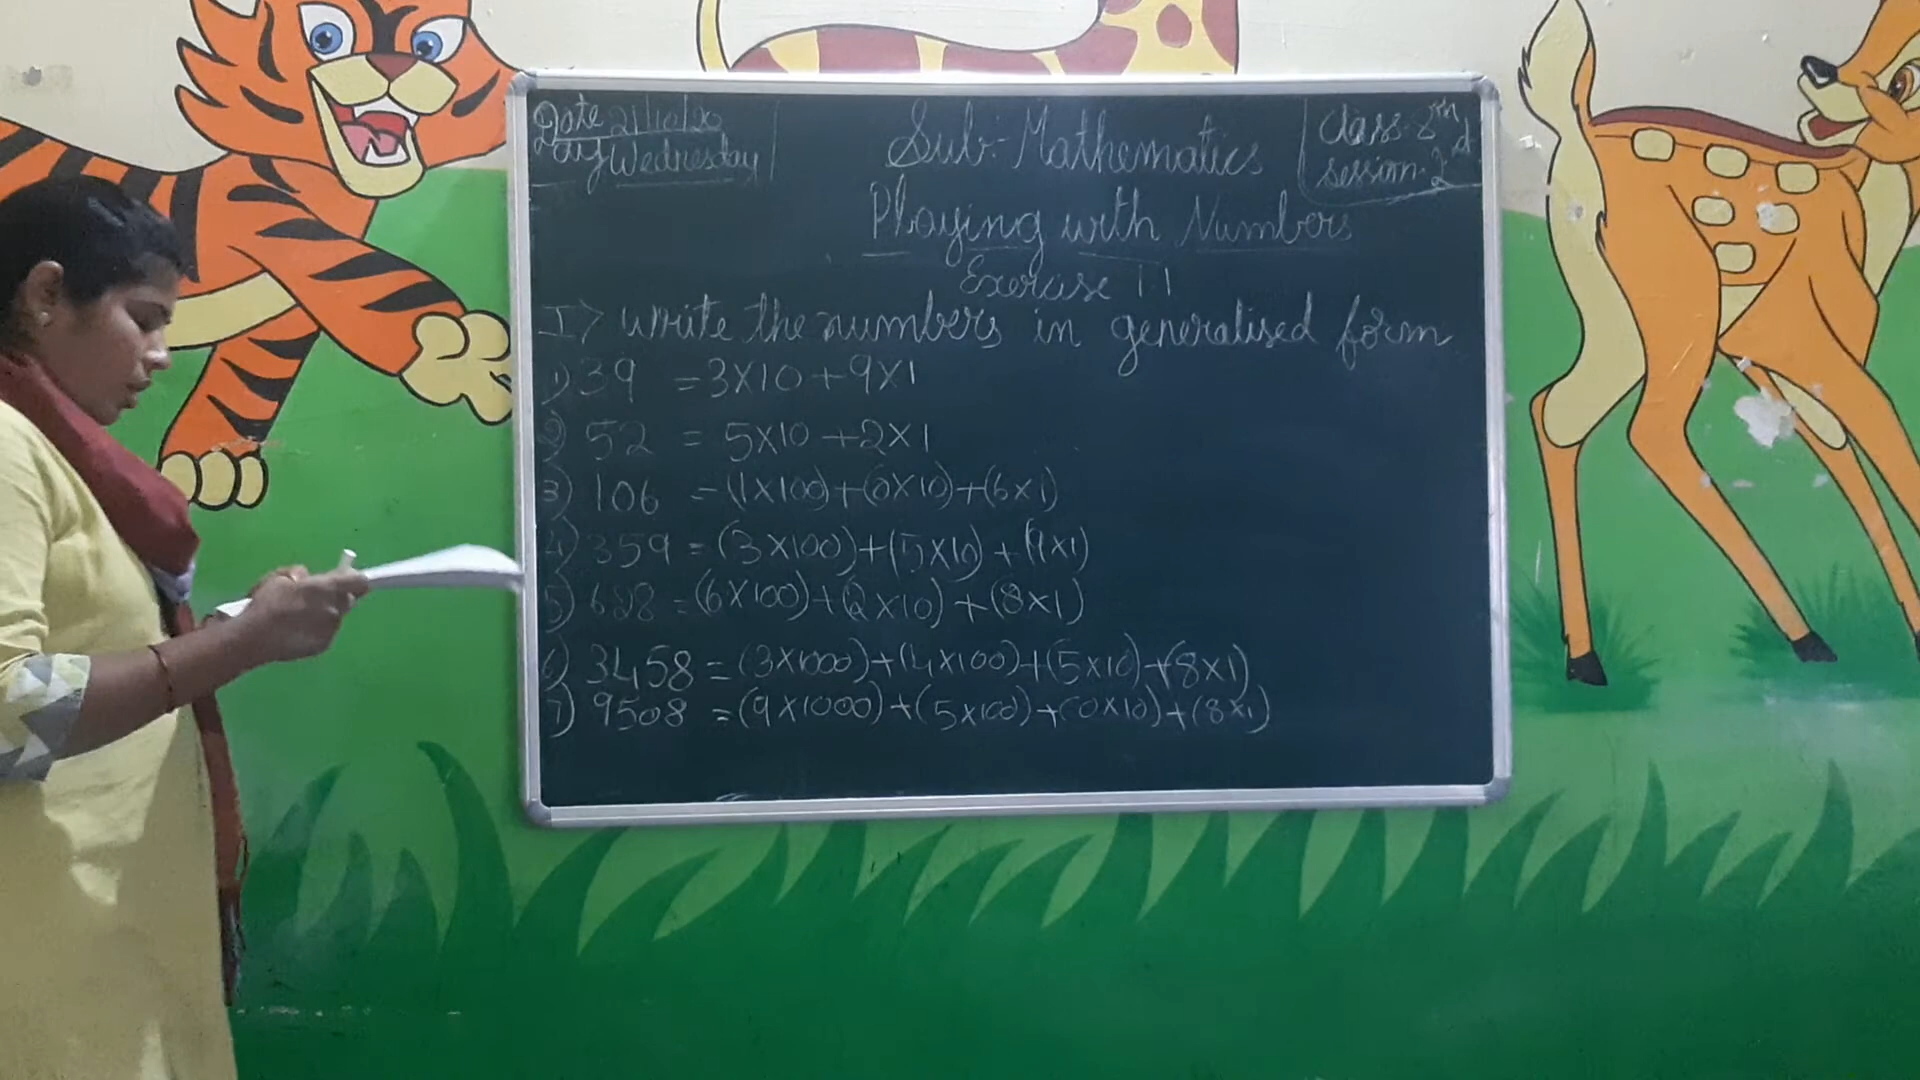 Date 21/10/20
Day Wednesday
Sub:- Mathematics
Class-8th
session-2nd
Playing with Numbers
Exercise 1.1
I> Write the numbers in generalised form
1) 39 = 3X10+9X1
2) 52 = 5X10+2X1
3) 106 = (1X100)+(0X10)+(6X1)
4) 359 = (3X100)+(5X10)+(9X1)
5) 628 = (6X100)+(2X10)+(8X1)
6) 3458 = (3X1000)+(4X100)+(5X10)+(8X1)
7) 9508 = (9X1000)+(5X100)+(0X10)+(8X1)